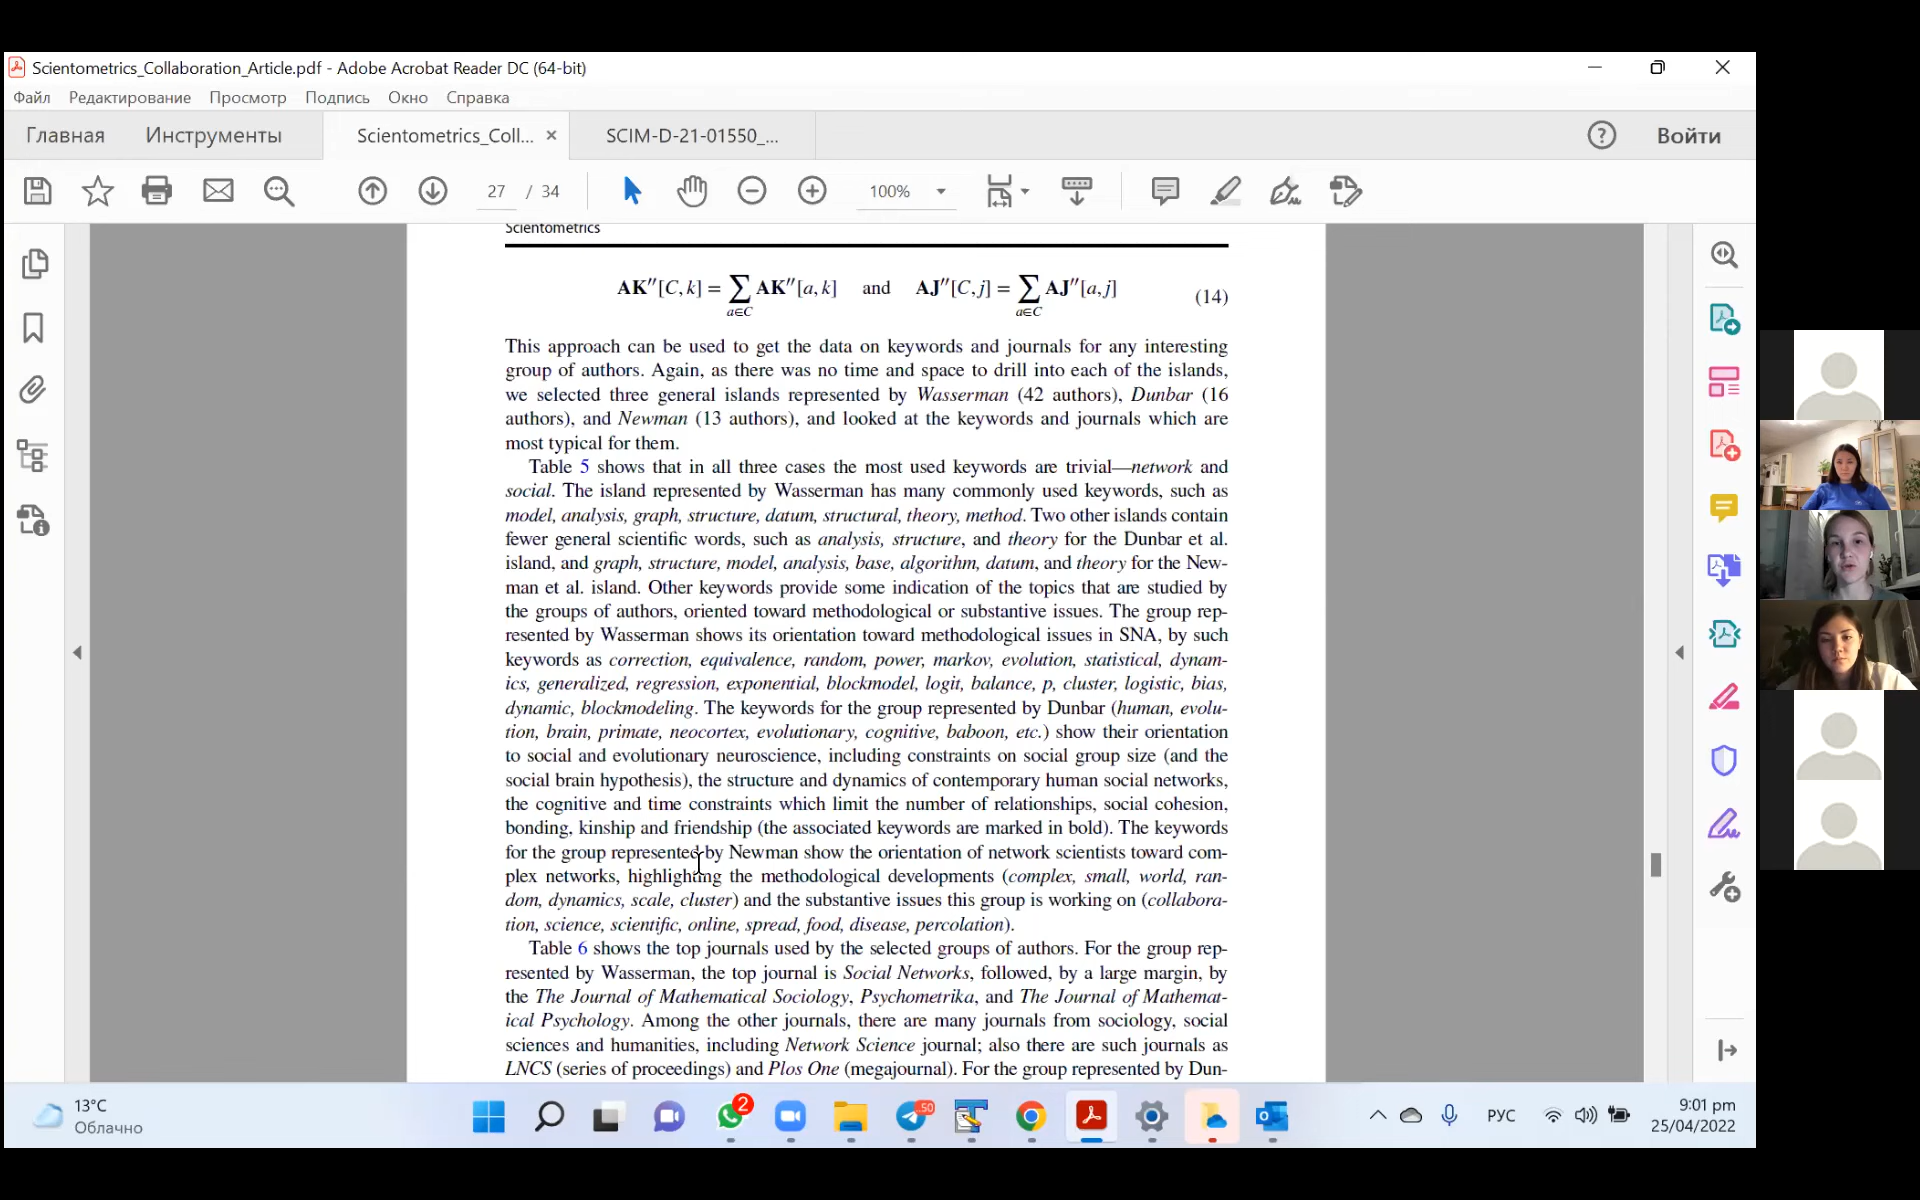 Scientometrics_Collaboration_Article.pdf - Adobe Acrobat Reader DC (64-bit)
Файл Редактирование Просмотр Подпись Окно Справка
Главная Инструменты Scientometrics_Coll... × SCIM-D-21-01550_... Войти
27 / 34 100%
Scientometrics
AK″[C, k] = ∑ a∈C AK″[a, k] and AJ″[C, j] = ∑ a∈C AJ″[a, j] (14)
This approach can be used to get the data on keywords and journals for any interesting
group of authors. Again, as there was no time and space to drill into each of the islands,
we selected three general islands represented by Wasserman (42 authors), Dunbar (16
authors), and Newman (13 authors), and looked at the keywords and journals which are
most typical for them.
Table 5 shows that in all three cases the most used keywords are trivial—network and
social. The island represented by Wasserman has many commonly used keywords, such as
model, analysis, graph, structure, datum, structural, theory, method. Two other islands contain
fewer general scientific words, such as analysis, structure, and theory for the Dunbar et al.
island, and graph, structure, model, analysis, base, algorithm, datum, and theory for the New-
man et al. island. Other keywords provide some indication of the topics that are studied by
the groups of authors, oriented toward methodological or substantive issues. The group rep-
resented by Wasserman shows its orientation toward methodological issues in SNA, by such
keywords as correction, equivalence, random, power, markov, evolution, statistical, dynam-
ics, generalized, regression, exponential, blockmodel, logit, balance, p, cluster, logistic, bias,
dynamic, blockmodeling. The keywords for the group represented by Dunbar (human, evolu-
tion, brain, primate, neocortex, evolutionary, cognitive, baboon, etc.) show their orientation
to social and evolutionary neuroscience, including constraints on social group size (and the
social brain hypothesis), the structure and dynamics of contemporary human social networks,
the cognitive and time constraints which limit the number of relationships, social cohesion,
bonding, kinship and friendship (the associated keywords are marked in bold). The keywords
for the group represented by Newman show the orientation of network scientists toward com-
plex networks, highlighting the methodological developments (complex, small, world, ran-
dom, dynamics, scale, cluster) and the substantive issues this group is working on (collabora-
tion, science, scientific, online, spread, food, disease, percolation).
Table 6 shows the top journals used by the selected groups of authors. For the group rep-
resented by Wasserman, the top journal is Social Networks, followed, by a large margin, by
the The Journal of Mathematical Sociology, Psychometrika, and The Journal of Mathemat-
ical Psychology. Among the other journals, there are many journals from sociology, social
sciences and humanities, including Network Science journal; also there are such journals as
LNCS (series of proceedings) and Plos One (megajournal). For the group represented by Dun-
13°C
Облачно
2
50
РУС
9:01 pm
25/04/2022